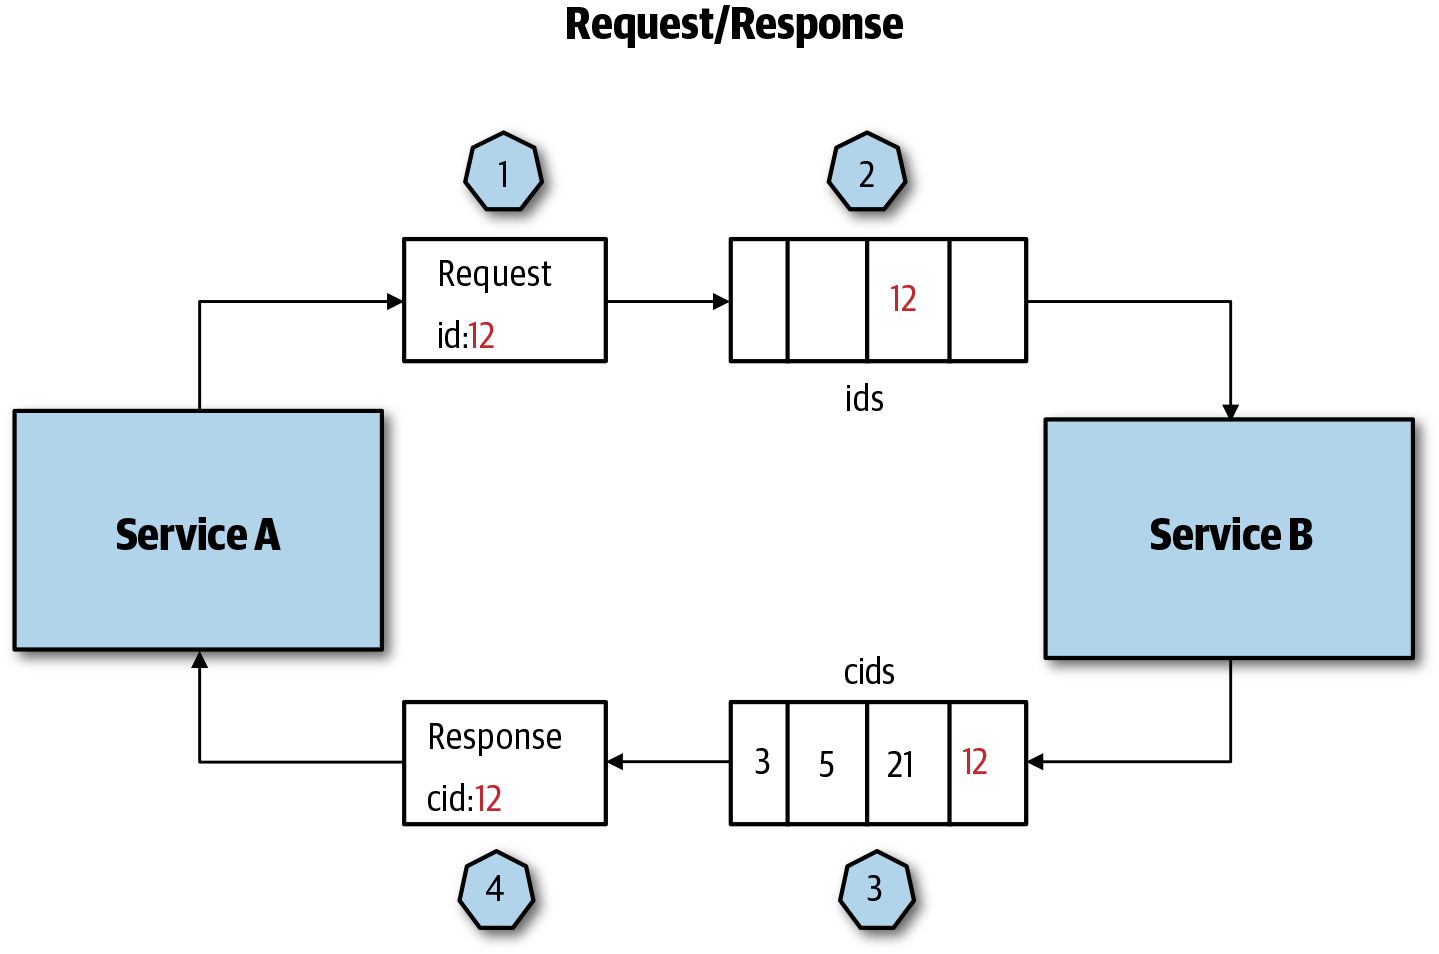 Request/Response
1
2
Request
id:12
12
ids
Service A
Service B
cids
Response
cid:12
3 5 21 12
4
3